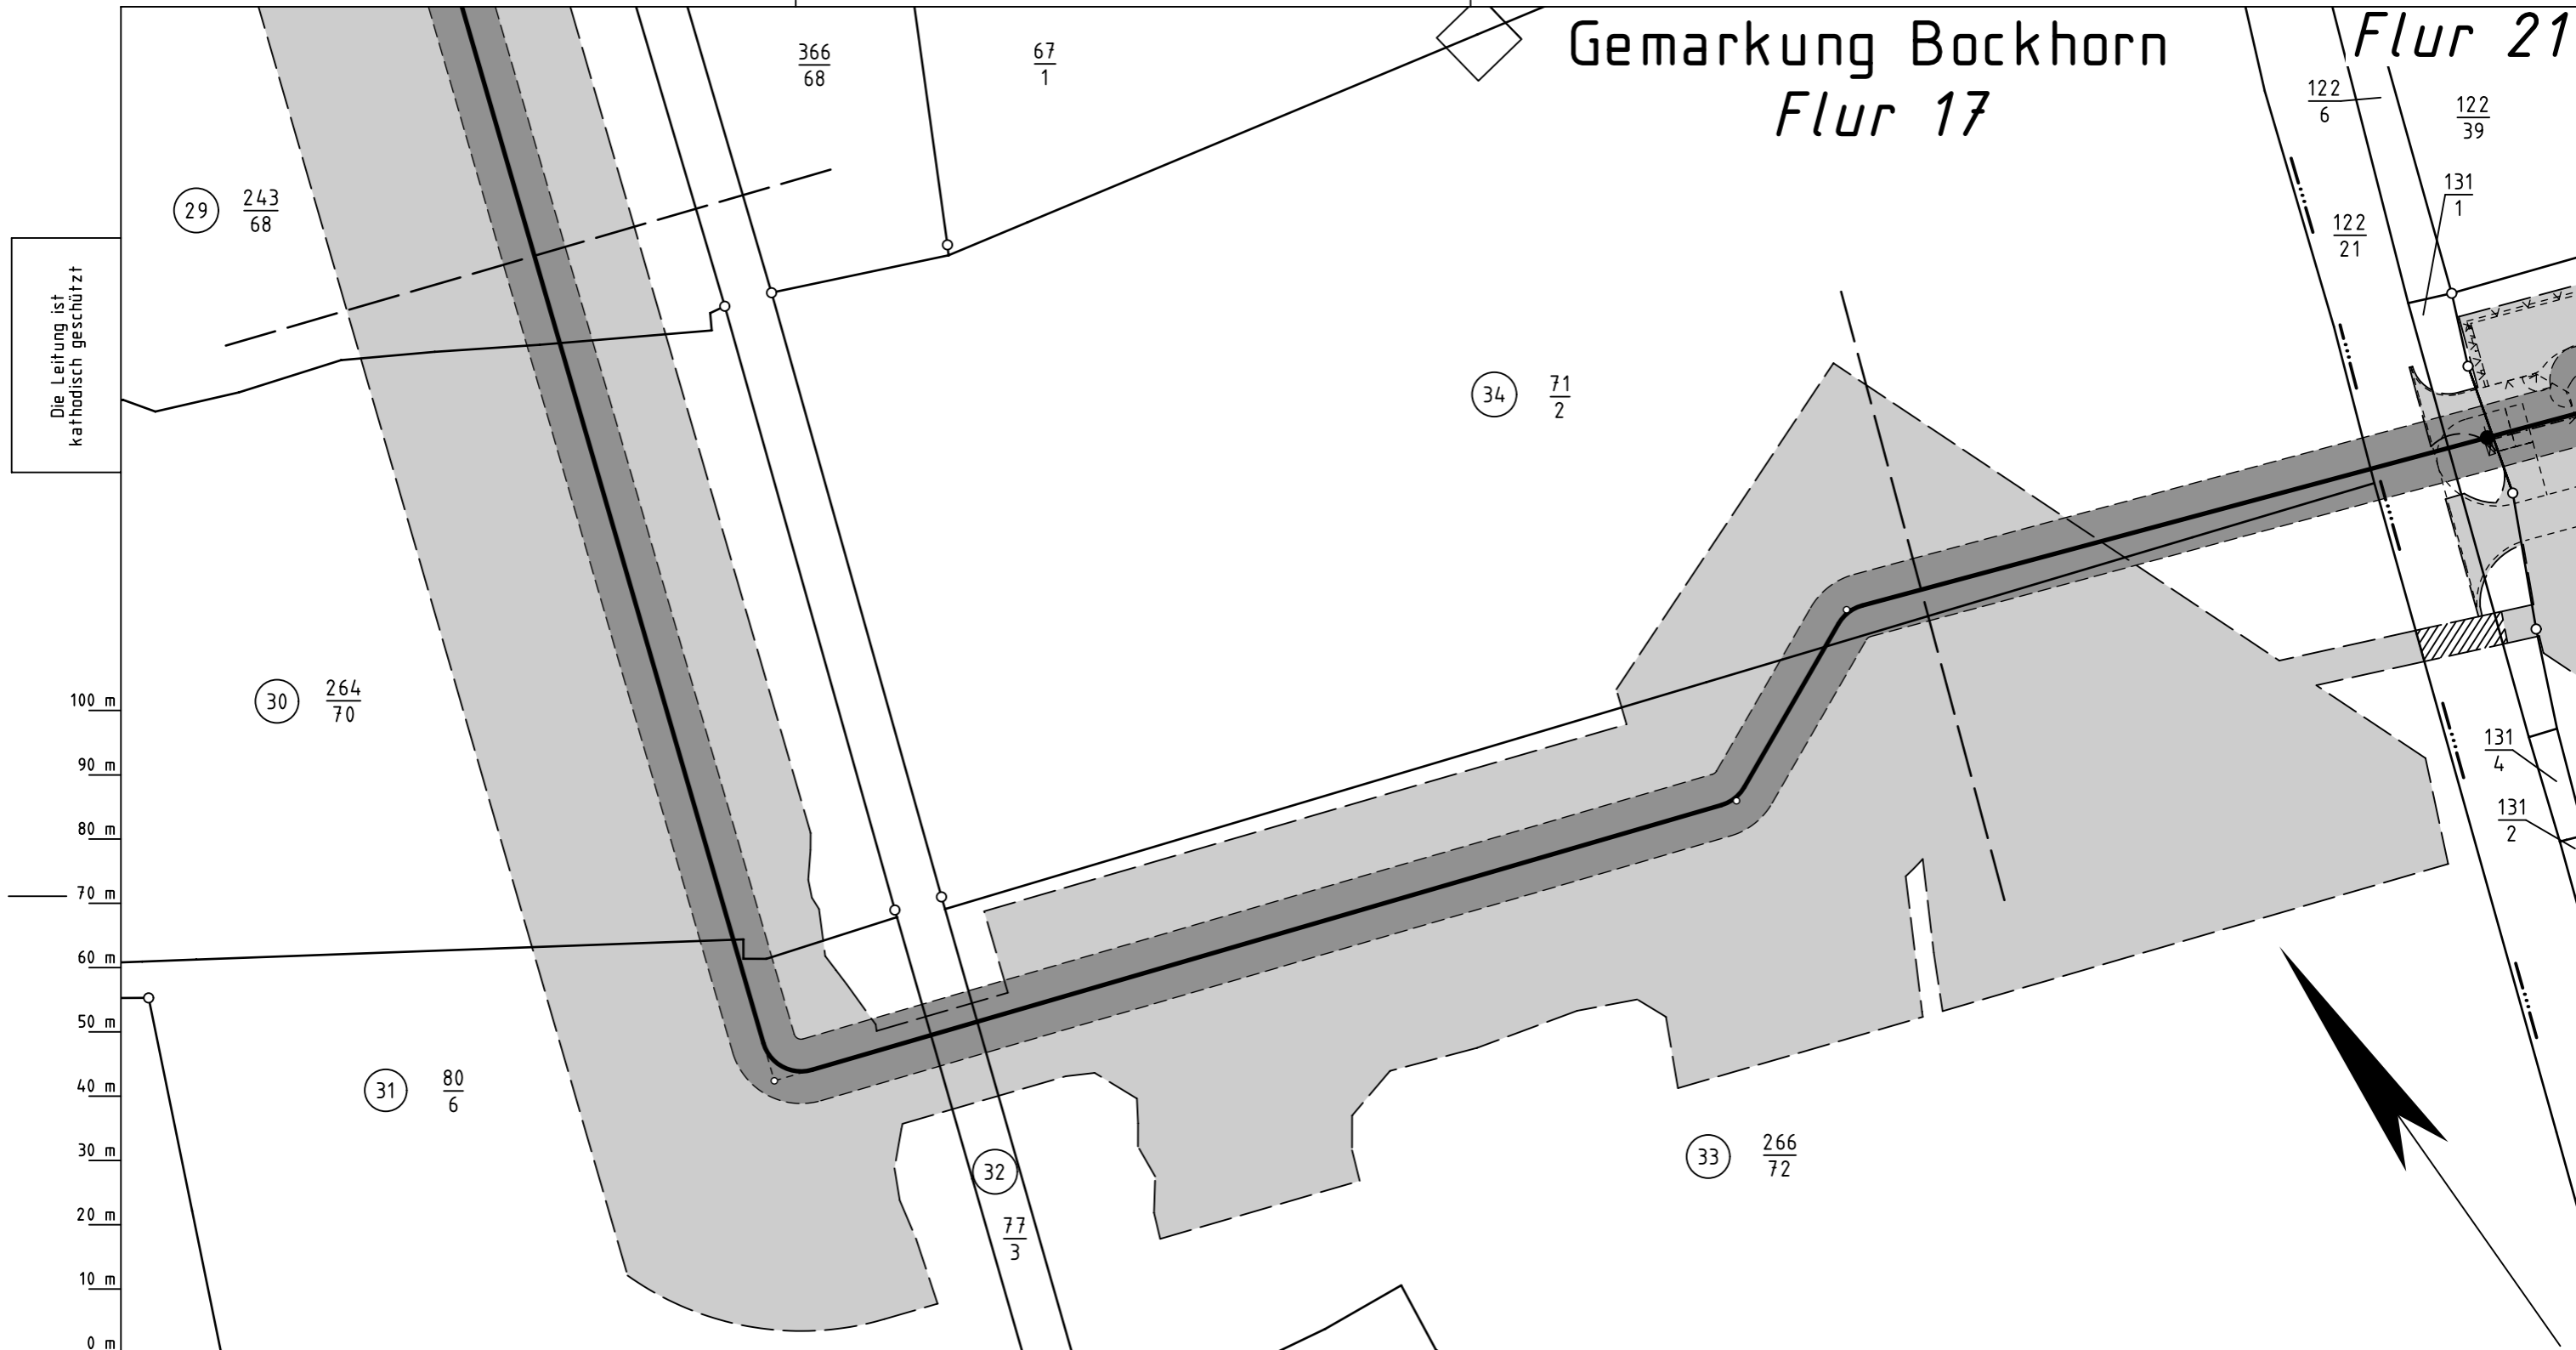 Gemarkung Bockhorn
Flur 21
Flur 17
366
68
67
1
122
6
122
39
131
1
122
21
29
243
68
Die Leitung ist
kathodisch geschützt
34
71
2
30
264
70
100 m
90 m
80 m
70 m
60 m
50 m
40 m
30 m
20 m
10 m
0 m
131
4
131
2
31
80
6
32
77
3
33
266
72